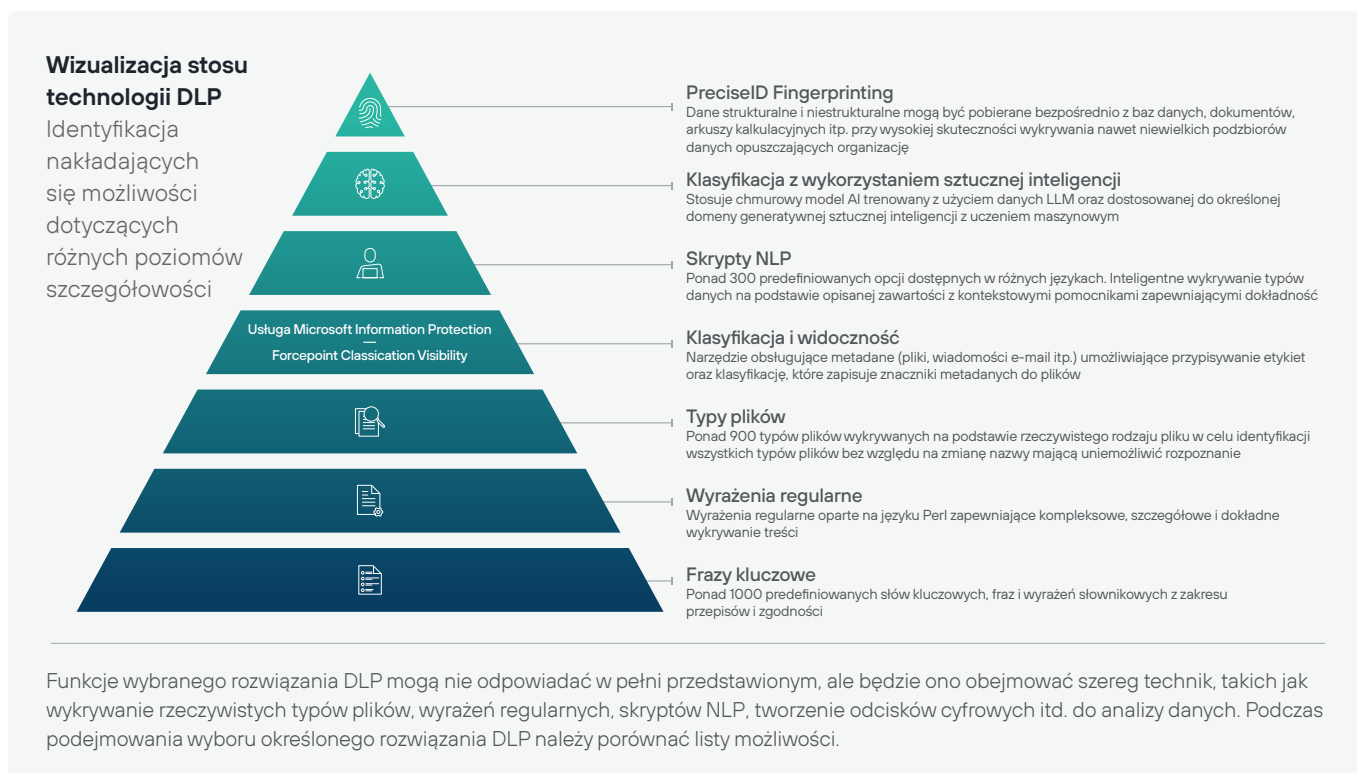 Wizualizacja stosu
technologii DLP
Identyfikacja
nakładających
się możliwości
dotyczących
różnych poziomów
szczegółowości
Usługa Microsoft Information Protection
Forcepoint Classication Visibility
PreciseID Fingerprinting
Dane strukturalne i niestrukturalne mogą być pobierane bezpośrednio z baz danych, dokumentów,
arkuszy kalkulacyjnych itp. przy wysokiej skuteczności wykrywania nawet niewielkich podzbiorów
danych opuszczających organizację
Klasyfikacja z wykorzystaniem sztucznej inteligencji
Stosuje chmurowy model AI trenowany z użyciem danych LLM oraz dostosowanej do określonej
domeny generatywnej sztucznej inteligencji z uczeniem maszynowym
Skrypty NLP
Ponad 300 predefiniowanych opcji dostępnych w różnych językach. Inteligentne wykrywanie typów
danych na podstawie opisanej zawartości z kontekstowymi pomocnikami zapewniającymi dokładność
Klasyfikacja i widoczność
Narzędzie obsługujące metadane (pliki, wiadomości e-mail itp.) umożliwiające przypisywanie etykiet
oraz klasyfikację, które zapisuje znaczniki metadanych do plików
Typy plików
Ponad 900 typów plików wykrywanych na podstawie rzeczywistego rodzaju pliku w celu identyfikacji
wszystkich typów plików bez względu na zmianę nazwy mającą uniemożliwić rozpoznanie
Wyrażenia regularne
Wyrażenia regularne oparte na języku Perl zapewniające kompleksowe, szczegółowe i dokładne
wykrywanie treści
Frazy kluczowe
Ponad 1000 predefiniowanych słów kluczowych, fraz i wyrażeń słownikowych z zakresu
przepisów i zgodności
Funkcje wybranego rozwiązania DLP mogą nie odpowiadać w pełni przedstawionym, ale będzie ono obejmować szereg technik, takich jak
wykrywanie rzeczywistych typów plików, wyrażeń regularnych, skryptów NLP, tworzenie odcisków cyfrowych itd. do analizy danych. Podczas
podejmowania wyboru określonego rozwiązania DLP należy porównać listy możliwości.